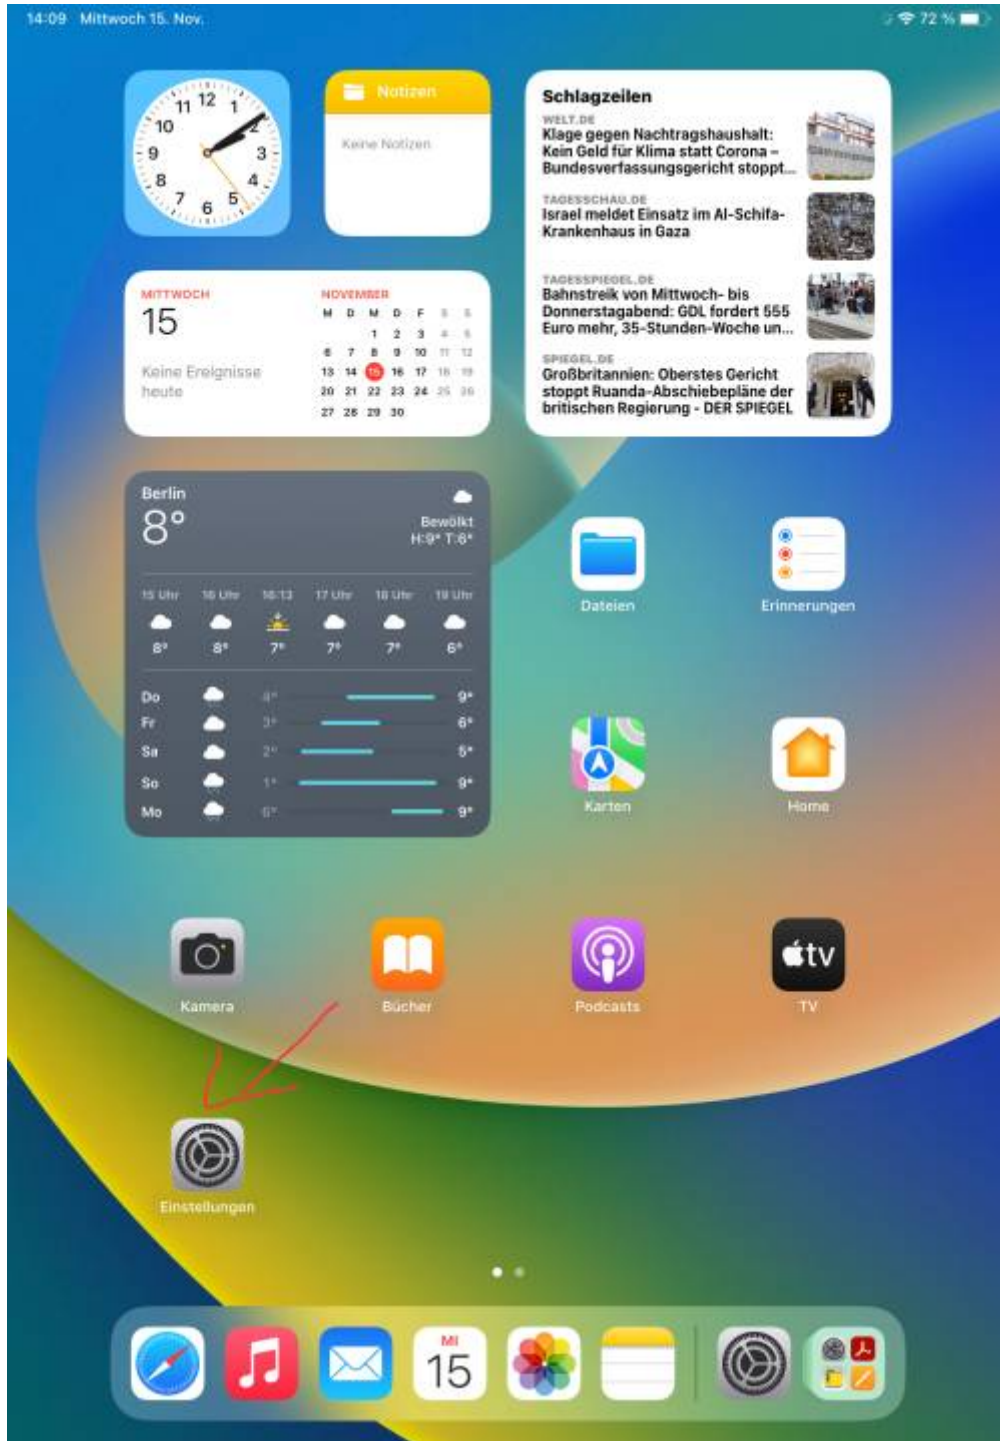 14:09 Mittwoch 15. Nov.
72 %
12
11
1
10
2
9
3
8
4
7
5
6
Notizen
Keine Notizen
Schlagzeilen
WELT.DE
Klage gegen Nachtragshaushalt:
Kein Geld für Klima statt Corona –
Bundesverfassungsgericht stoppt...
TAGESSCHAU.DE
Israel meldet Einsatz im Al-Schifa-
Krankenhaus in Gaza
TAGESSPIEGEL.DE
Bahnstreik von Mittwoch- bis
Donnerstagabend: GDL fordert 555
Euro mehr, 35-Stunden-Woche un...
SPIEGEL.DE
Großbritannien: Oberstes Gericht
stoppt Ruanda-Abschiebepläne der
britischen Regierung - DER SPIEGEL
MITTWOCH
15
Keine Ereignisse
heute
NOVEMBER
M D M D F S S
1 2 3 4 5
6 7 8 9 10 11 12
13 14 15 16 17 18 19
20 21 22 23 24 25 26
27 28 29 30
Berlin
8°
Bewölkt
H:9° T:6°
15 Uhr 16 Uhr 16:13 17 Uhr 18 Uhr 19 Uhr
8° 8° 7° 7° 7° 6°
Do 4° 9°
Fr 3° 6°
Sa 2° 5°
So 1° 9°
Mo 6° 9°
Dateien Erinnerungen
Karten Home
tv
Kamera Bücher Podcasts TV
Einstellungen
MI
15